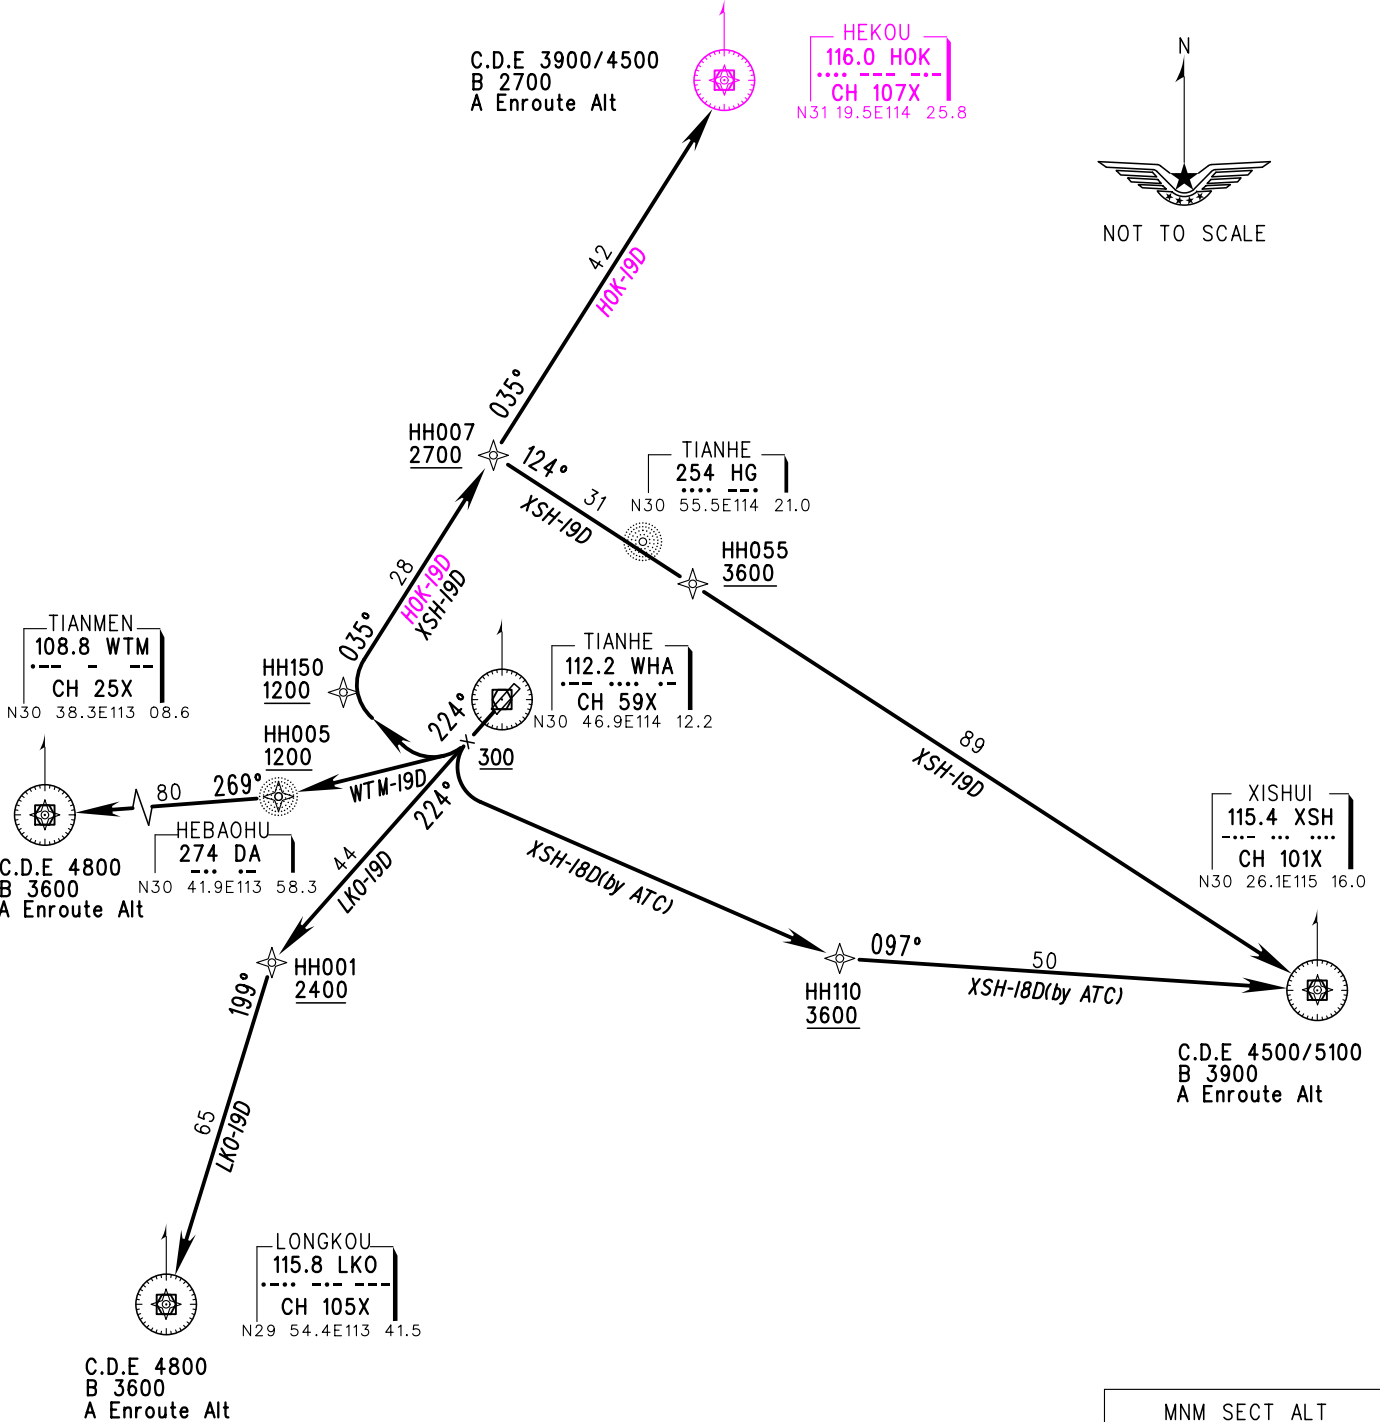 C.D.E 3900/4500
B 2700
A Enroute Alt
HEKOU
116.0 HOK
CH 107X
N31 19.5E114 25.8
N
NOT TO SCALE
42
HOK-19D
035°
HH007
2700
124°
31
XSH-19D
TIANHE
254 HG
N30 55.5E114 21.0
HH055
3600
28
HOK-19D
XSH-19D
035°
TIANMEN
108.8 WTM
CH 25X
N30 38.3E113 08.6
HH150
1200
TIANHE
112.2 WHA
CH 59X
N30 46.9E114 12.2
224°
300
HH005
1200
89
XSH-19D
80
269°
WTM-19D
224°
HEBAOHU
274 DA
N30 41.9E113 58.3
C.D.E 4800
B 3600
A Enroute Alt
44
LKO-19D
XSH-18D(by ATC)
XISHUI
115.4 XSH
CH 101X
N30 26.1E115 16.0
HH001
2400
199°
097°
50
XSH-18D(by ATC)
HH110
3600
C.D.E 4500/5100
B 3900
A Enroute Alt
65
LKO-19D
LONGKOU
115.8 LKO
CH 105X
N29 54.4E113 41.5
C.D.E 4800
B 3600
A Enroute Alt
MNM SECT ALT